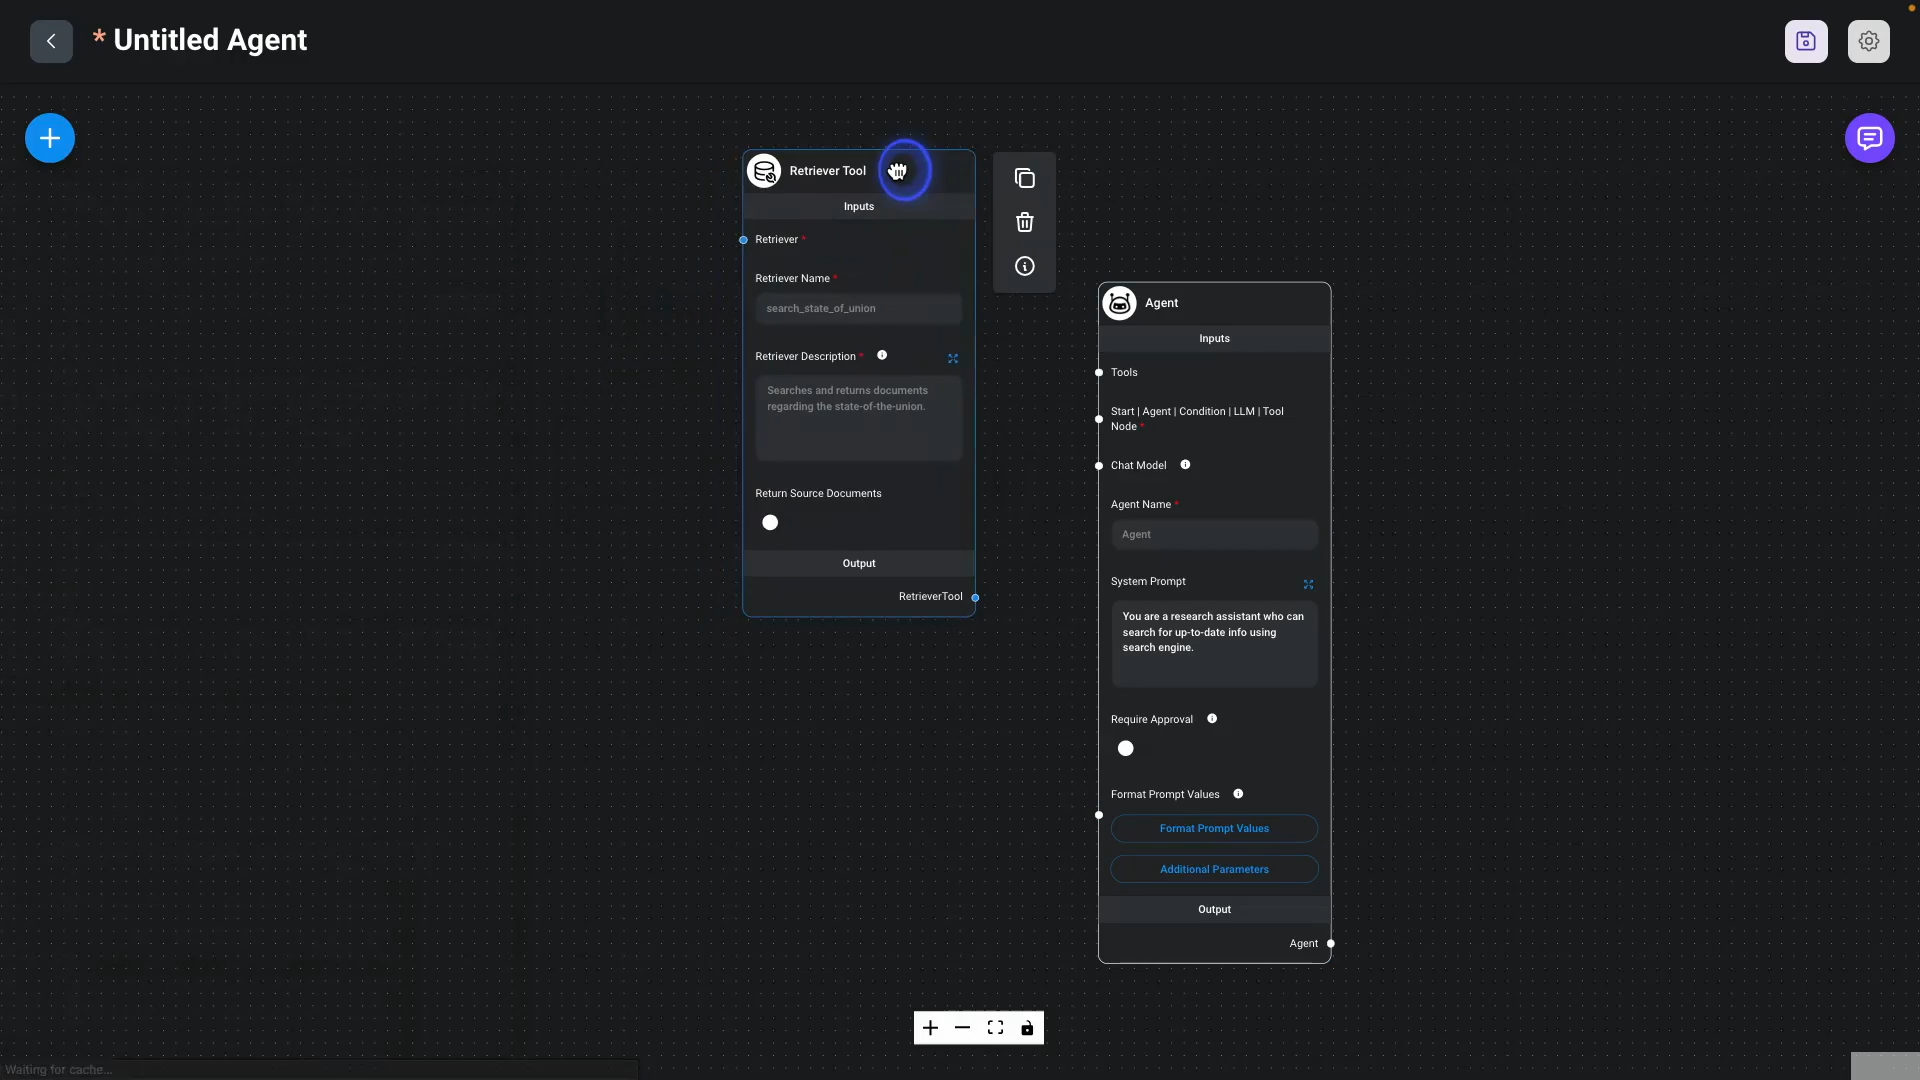 * Untitled Agent
Retriever Tool
Inputs
Retriever *
Retriever Name *
search_state_of_union
Retriever Description *
Searches and returns documents
regarding the state-of-the-union.
Return Source Documents
Output
RetrieverTool
Agent
Inputs
Tools
Start | Agent | Condition | LLM | Tool
Node *
Chat Model
Agent Name *
Agent
System Prompt
You are a research assistant who can
search for up-to-date info using
search engine.
Require Approval
Format Prompt Values
Format Prompt Values
Additional Parameters
Output
Agent
Waiting for cache...